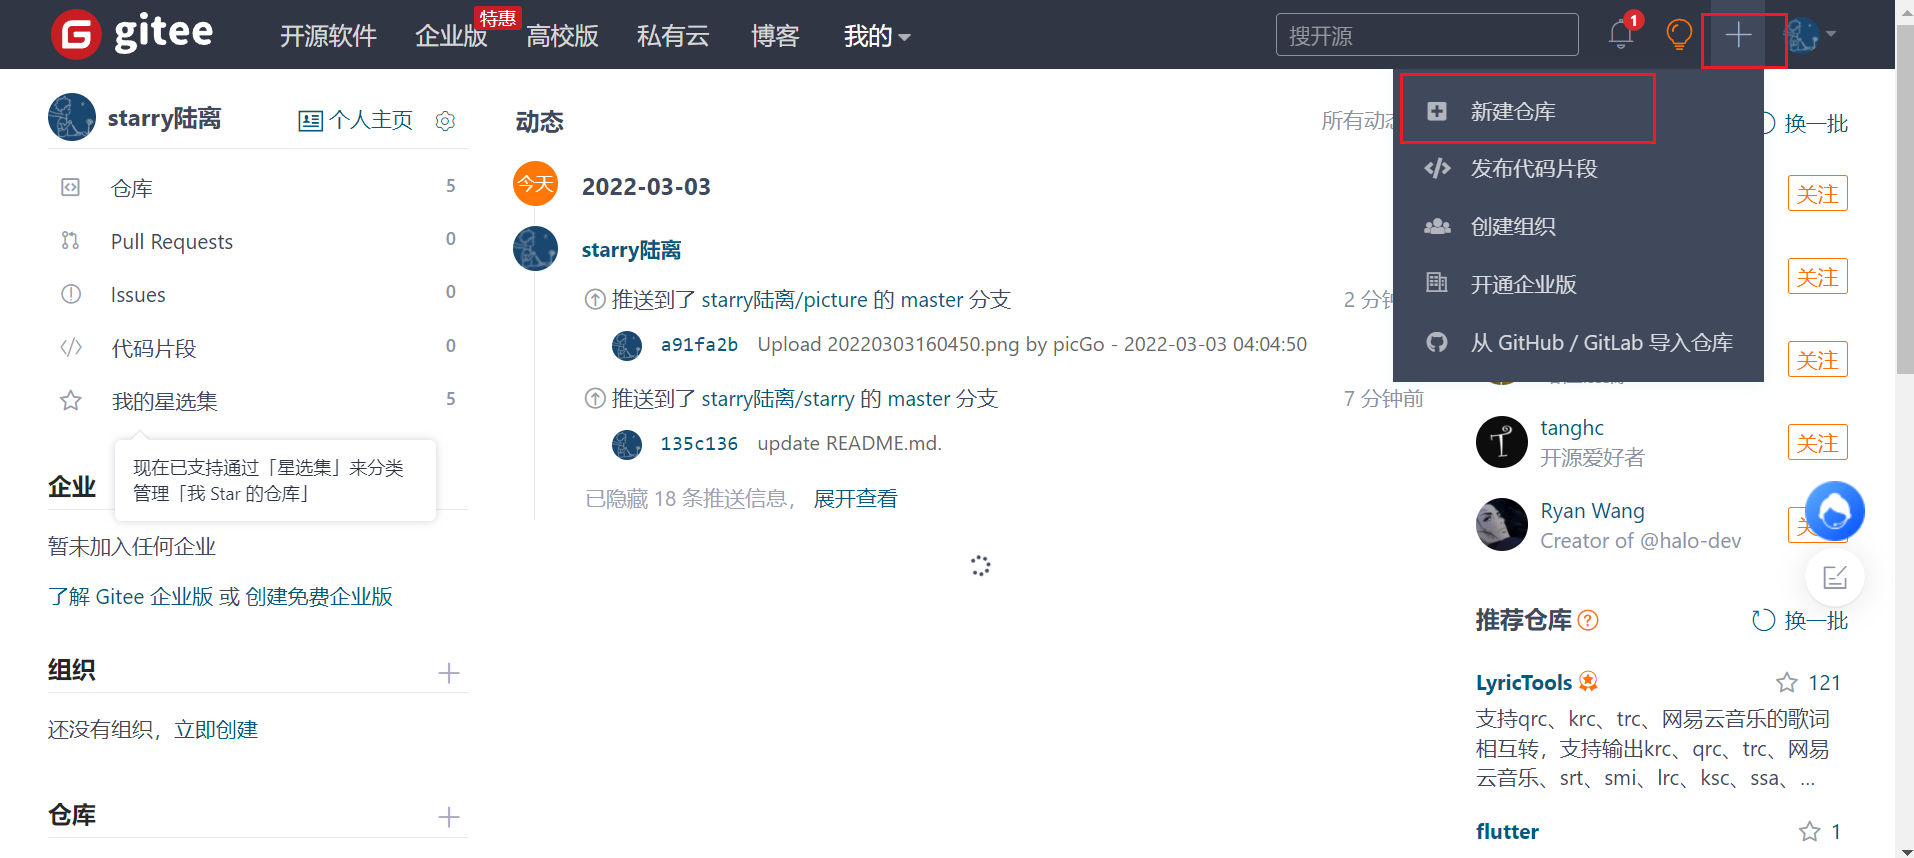 gitee
开源软件
企业版
特惠
高校版
私有云
博客
我的
搜开源
1
starry陆离
个人主页
仓库 5
Pull Requests 0
Issues 0
代码片段 0
我的星选集 5
现在已支持通过「星选集」来分类
管理「我 Star 的仓库」
企业
暂未加入任何企业
了解 Gitee 企业版 或 创建免费企业版
组织
还没有组织，立即创建
仓库
动态
所有动态
今天
2022-03-03
starry陆离
推送到了 starry陆离/picture 的 master 分支
2 分钟
a91fa2b Upload 20220303160450.png by picGo - 2022-03-03 04:04:50
推送到了 starry陆离/starry 的 master 分支
7 分钟前
135c136 update README.md.
已隐藏 18 条推送信息， 展开查看
新建仓库
发布代码片段
创建组织
开通企业版
从 GitHub / GitLab 导入仓库
换一批
关注
关注
关注
tanghc
开源爱好者
关注
Ryan Wang
Creator of @halo-dev
推荐仓库
换一批
LyricTools
121
支持qrc、krc、trc、网易云音乐的歌词
相互转，支持输出krc、qrc、trc、网易
云音乐、srt、smi、lrc、ksc、ssa、...
flutter
1